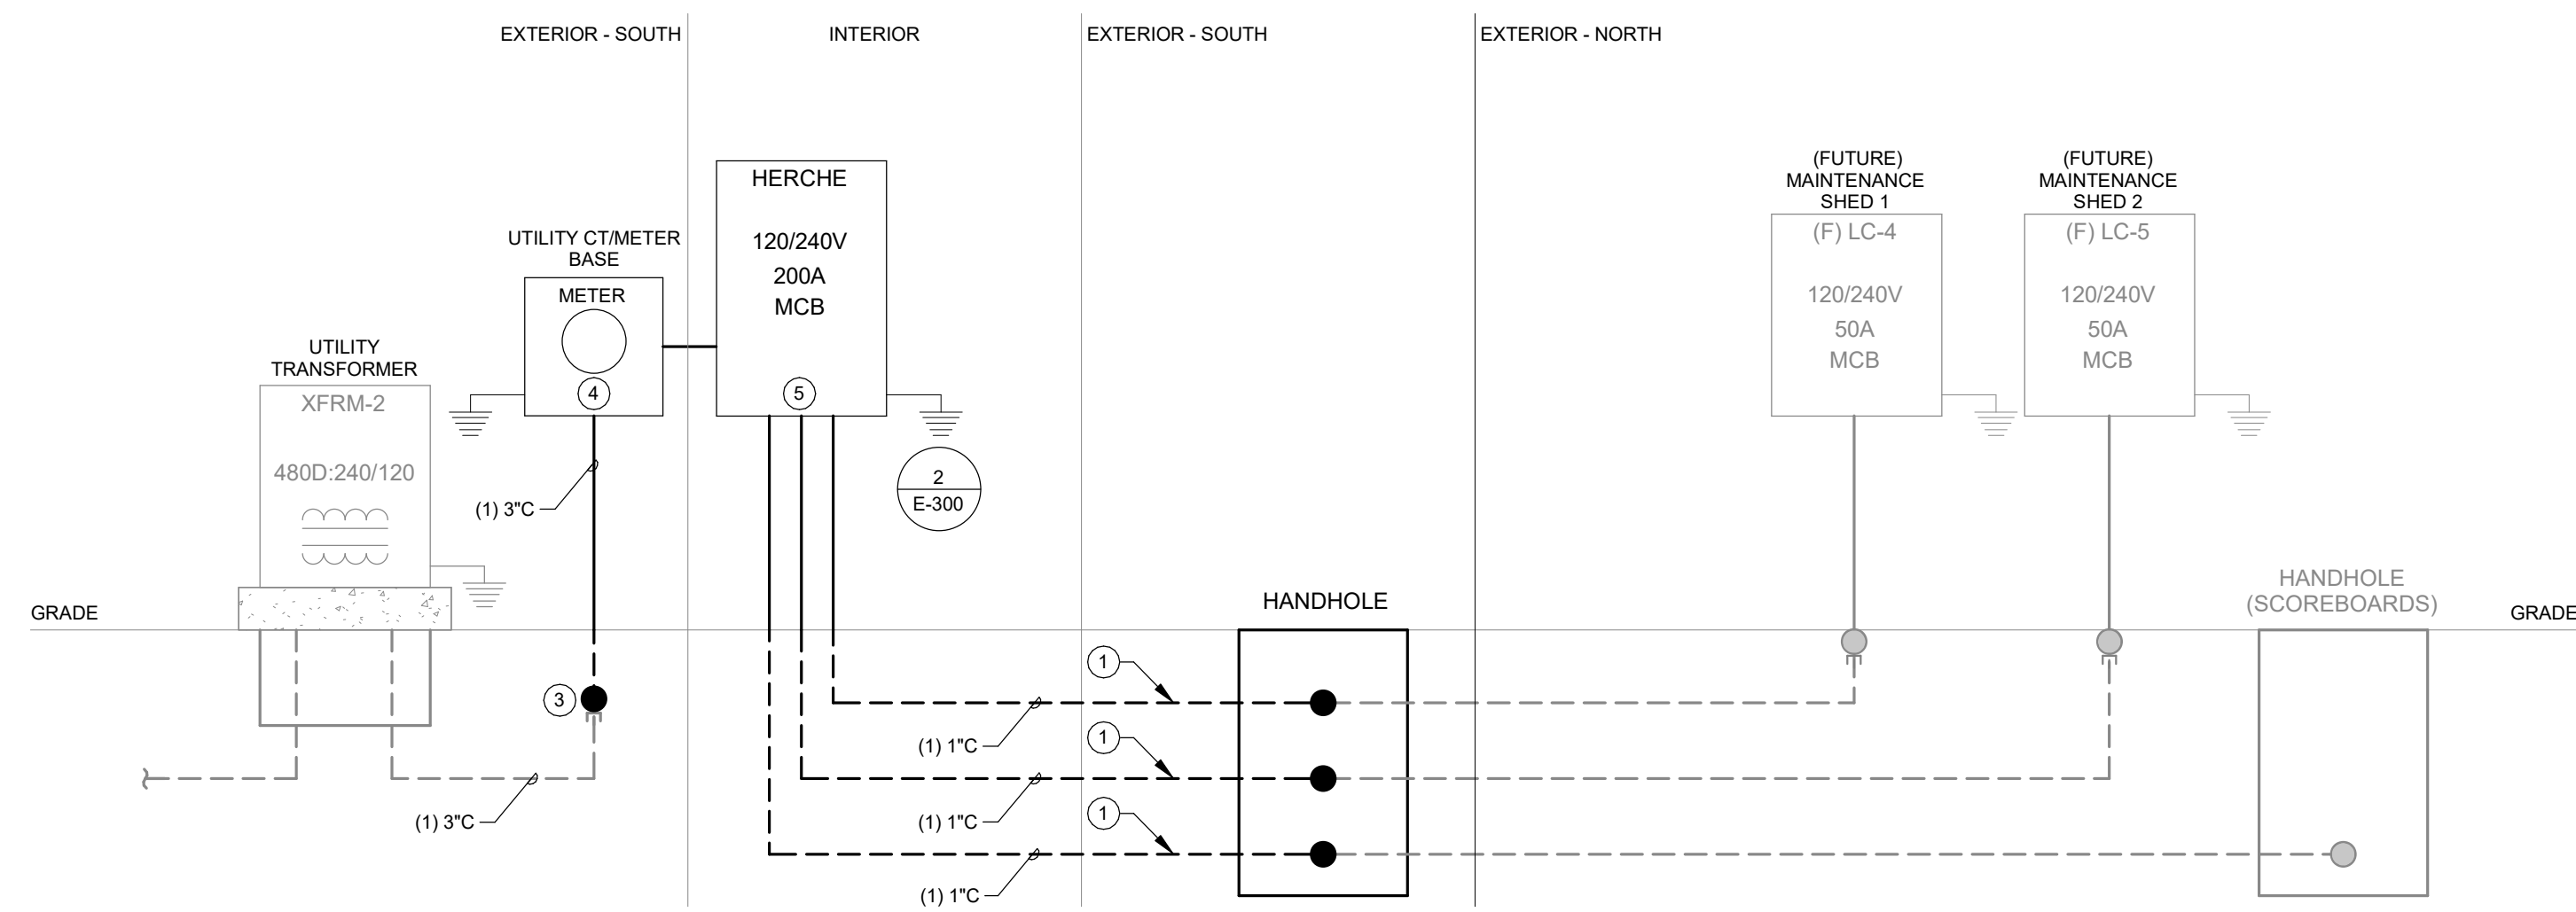 EXTERIOR - SOUTH
INTERIOR
EXTERIOR - SOUTH
EXTERIOR - NORTH
UTILITY
TRANSFORMER
XFRM-2
480D:240/120
UTILITY CT/METER
BASE
METER
4
(1) 3"C
3
(1) 3"C
HERCHE
120/240V
200A
MCB
5
2
E-300
(1) 1"C
1
(1) 1"C
1
(1) 1"C
1
HANDHOLE
(FUTURE)
MAINTENANCE
SHED 1
(F) LC-4
120/240V
50A
MCB
(FUTURE)
MAINTENANCE
SHED 2
(F) LC-5
120/240V
50A
MCB
HANDHOLE
(SCOREBOARDS)
GRADE
GRADE